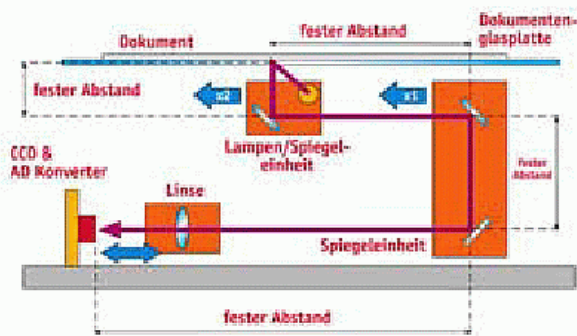 Dokument
fester Abstand
Dokumenten-
glasplatte
fester Abstand
x2
x1
Lampen/Spiegel-
einheit
fester
Abstand
CCD &
AD Konverter
Linse
Spiegeleinheit
fester Abstand